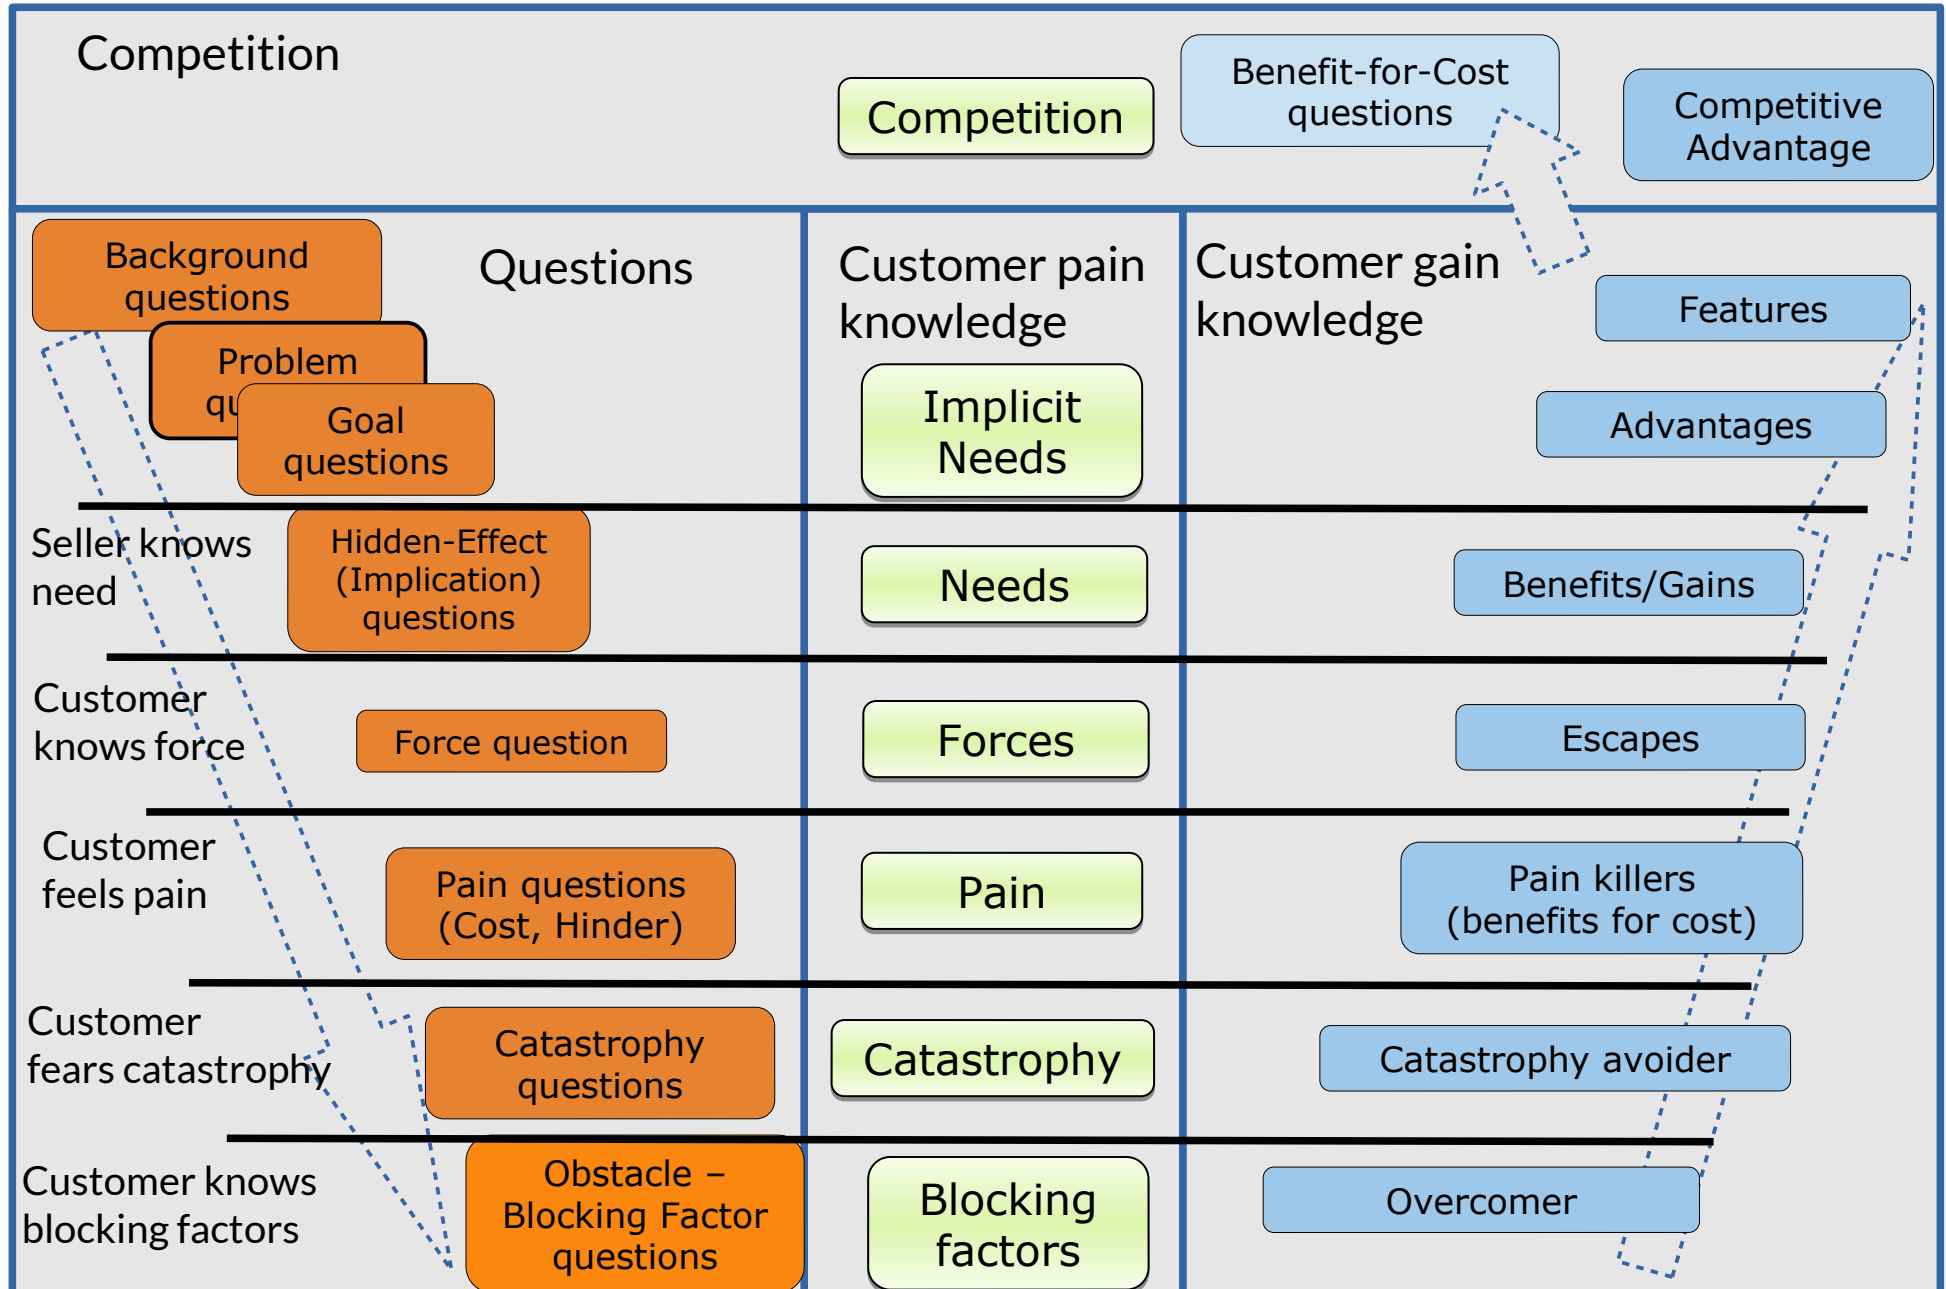 Competition
Competition
Benefit-for-Cost
questions
Competitive
Advantage
Background
questions
Questions
Customer pain
knowledge
Customer gain
knowledge
Features
Problem
qu
Goal
questions
Implicit
Needs
Advantages
Seller knows
need
Hidden-Effect
(Implication)
questions
Needs
Benefits/Gains
Customer
knows force
Force question
Forces
Escapes
Customer
feels pain
Pain questions
(Cost, Hinder)
Pain
Pain killers
(benefits for cost)
Customer
fears catastrophy
Catastrophy
questions
Catastrophy
Catastrophy avoider
Customer knows
blocking factors
Obstacle –
Blocking Factor
questions
Blocking
factors
Overcomer